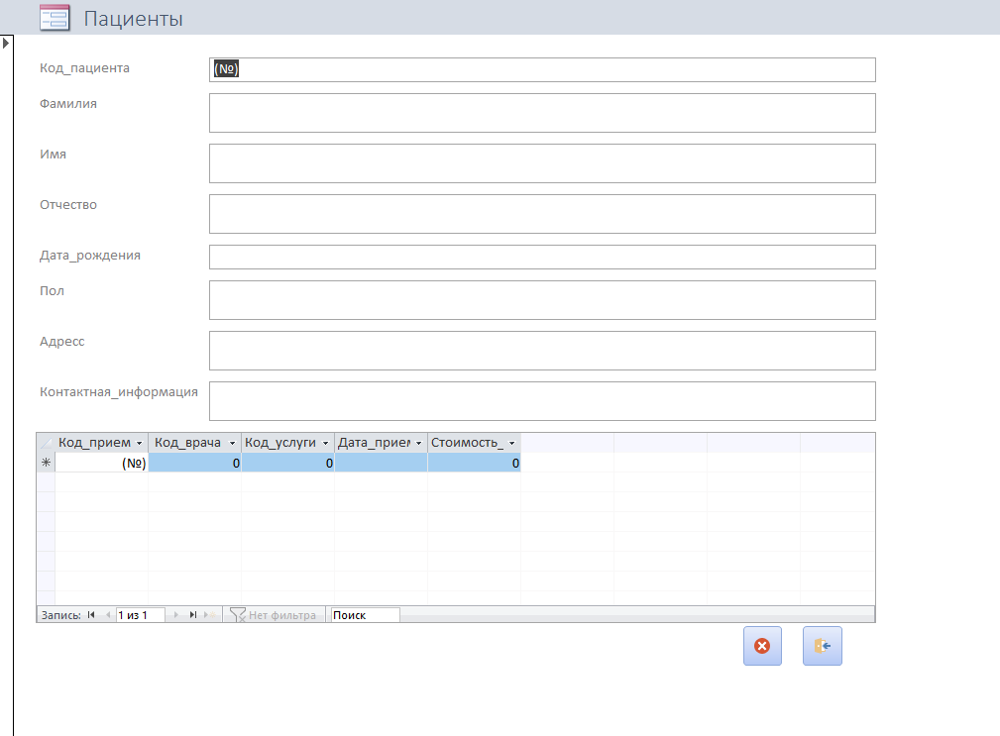 Пациенты
Код_пациента (№)
Фамилия
Имя
Отчество
Дата_рождения
Пол
Адресс
Контактная_информация
Код_прием Код_врача Код_услуги Дата_прием Стоимость_
(№) 0 0 0
Запись: 1 из 1 Нет фильтра Поиск